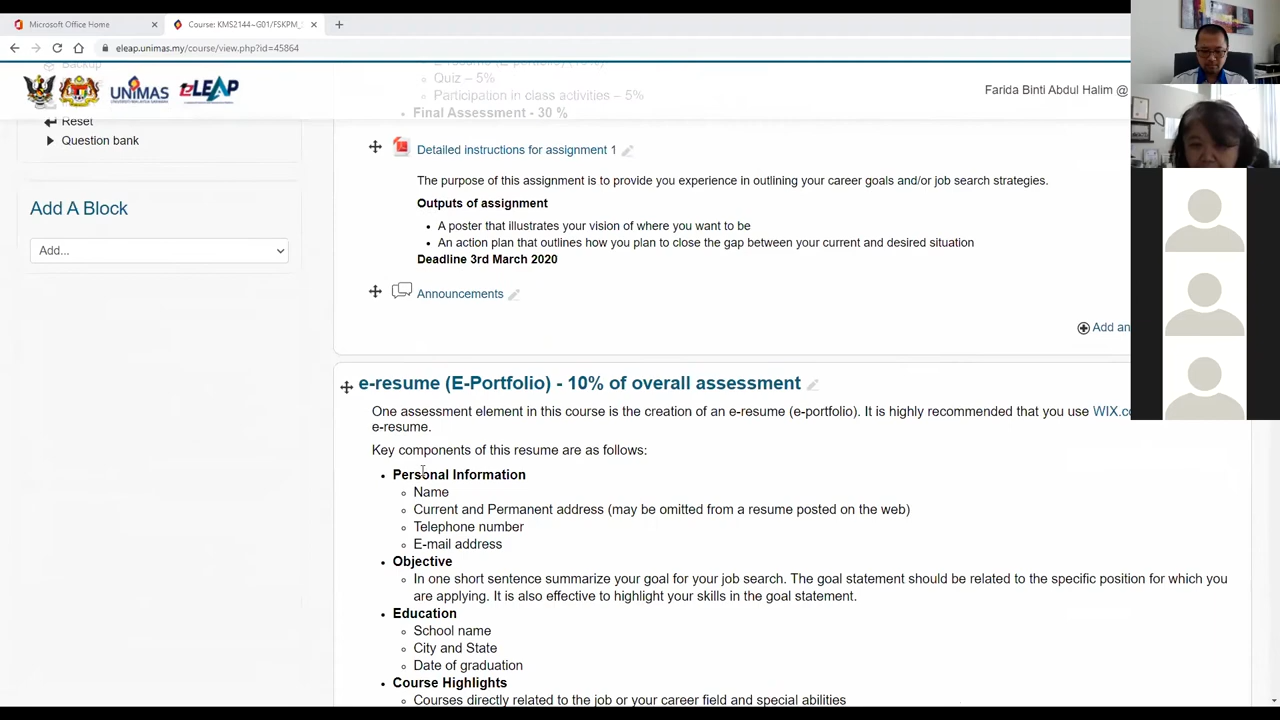 Microsoft Office Home
Course: KMS2144~G01/FSKPM_
eleap.unimas.my/course/view.php?id=45864
Backup
UNIMAS
eLEAP
Farida Binti Abdul Halim @
Quiz – 5%
Participation in class activities – 5%
Final Assessment - 30 %
Reset
Question bank
Add A Block
Add...
Detailed instructions for assignment 1
The purpose of this assignment is to provide you experience in outlining your career goals and/or job search strategies.
Outputs of assignment
A poster that illustrates your vision of where you want to be
An action plan that outlines how you plan to close the gap between your current and desired situation
Deadline 3rd March 2020
Announcements
Add an
e-resume (E-Portfolio) - 10% of overall assessment
One assessment element in this course is the creation of an e-resume (e-portfolio). It is highly recommended that you use WIX.co
e-resume.
Key components of this resume are as follows:
Personal Information
Name
Current and Permanent address (may be omitted from a resume posted on the web)
Telephone number
E-mail address
Objective
In one short sentence summarize your goal for your job search. The goal statement should be related to the specific position for which you
are applying. It is also effective to highlight your skills in the goal statement.
Education
School name
City and State
Date of graduation
Course Highlights
Courses directly related to the job or your career field and special abilities